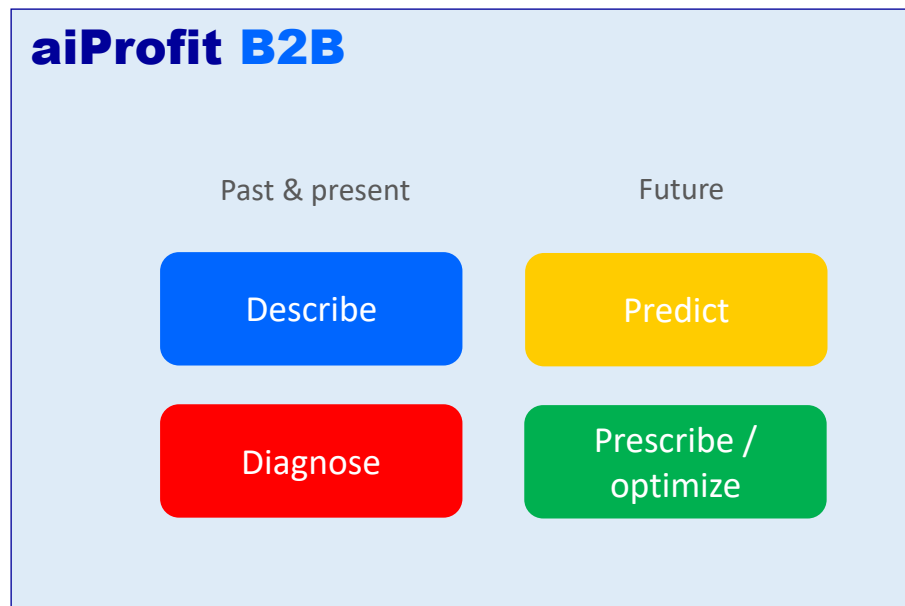 aiProfit B2B
Past & present
Future
Describe
Predict
Diagnose
Prescribe /
optimize